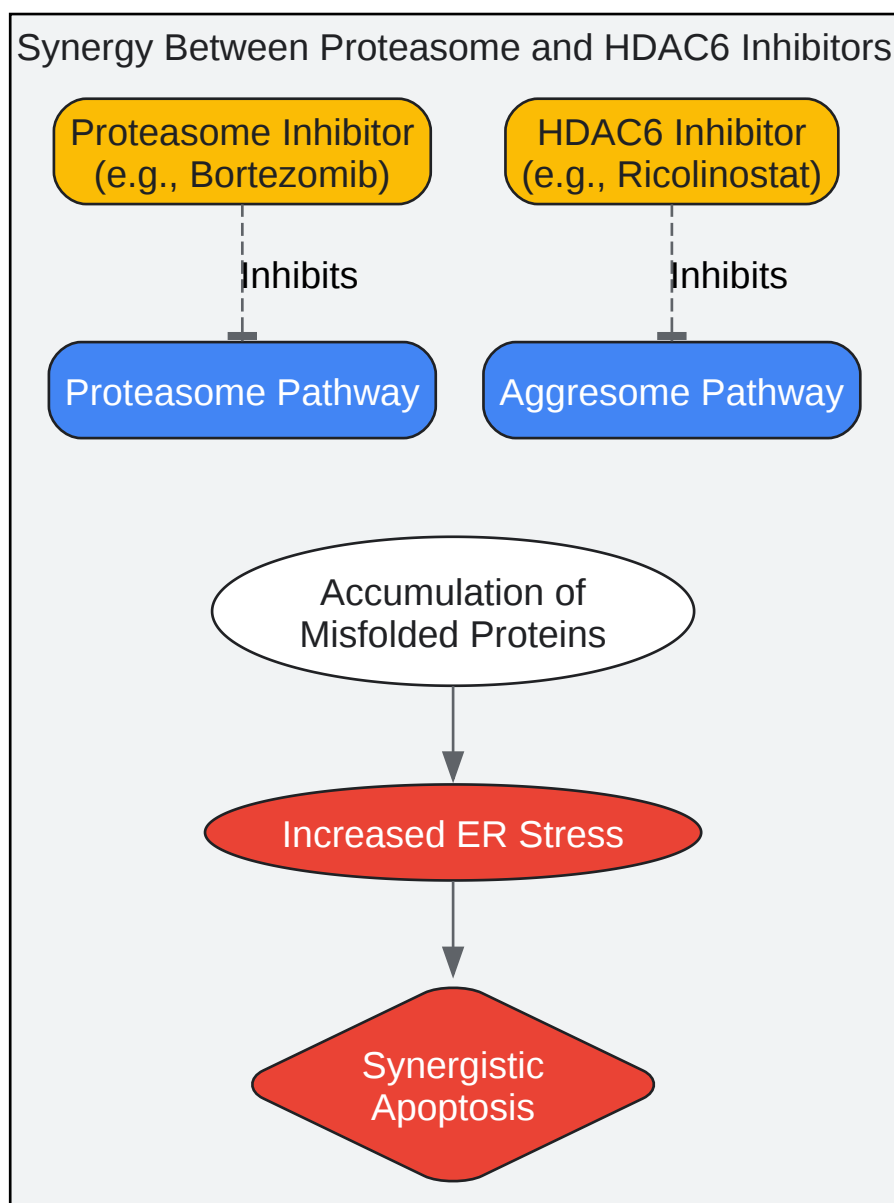 Synergy Between Proteasome and HDAC6 Inhibitors
Proteasome Inhibitor
(e.g., Bortezomib)
HDAC6 Inhibitor
(e.g., Ricolinostat)
Inhibits
Inhibits
Proteasome Pathway
Aggresome Pathway
Accumulation of
Misfolded Proteins
Increased ER Stress
Synergistic
Apoptosis